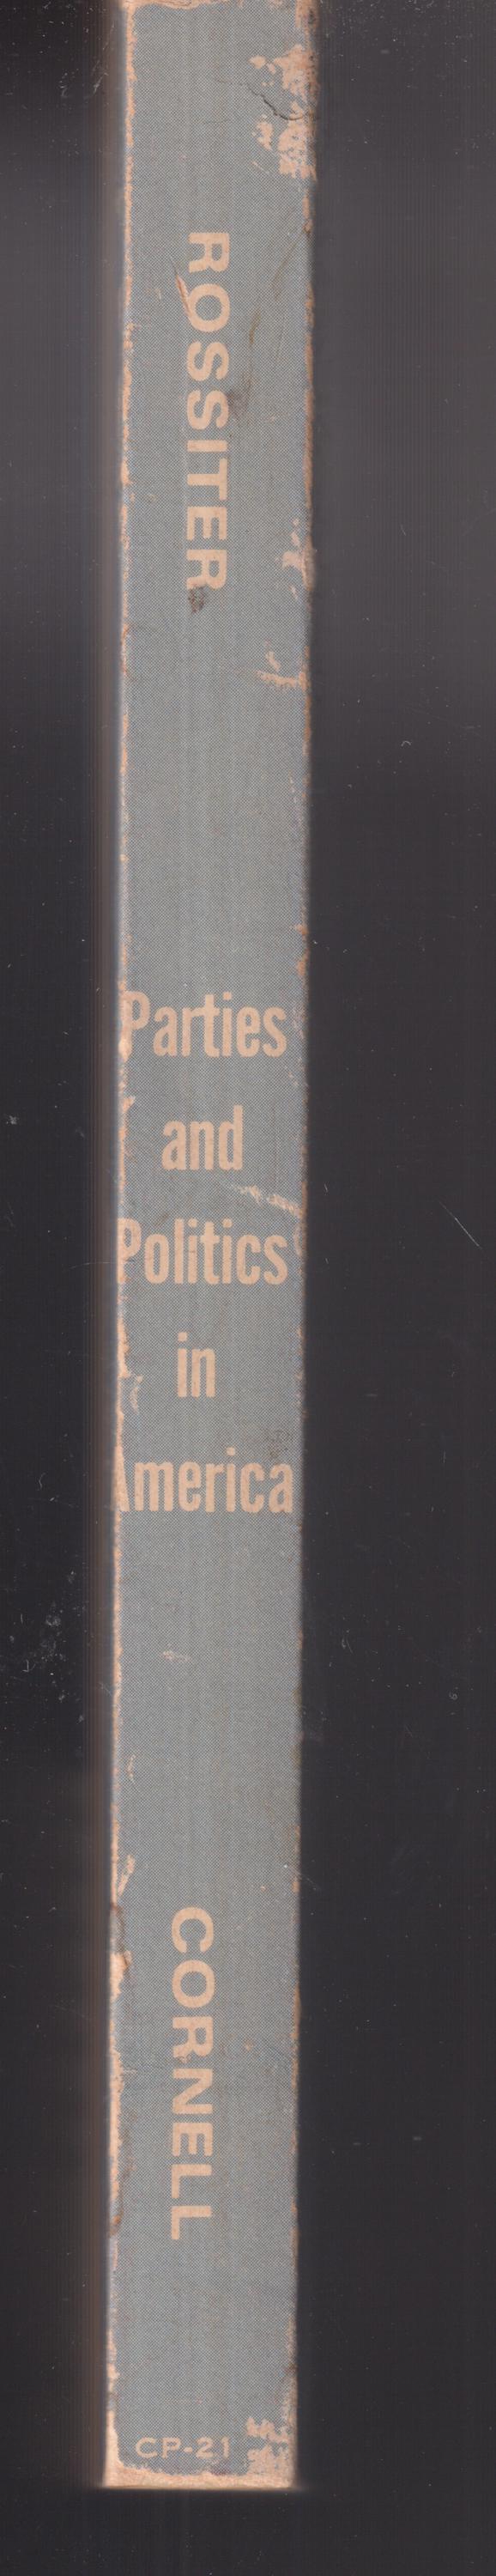 ROSSITER
Parties
and
Politics
in
America
CORNELL
CP-21